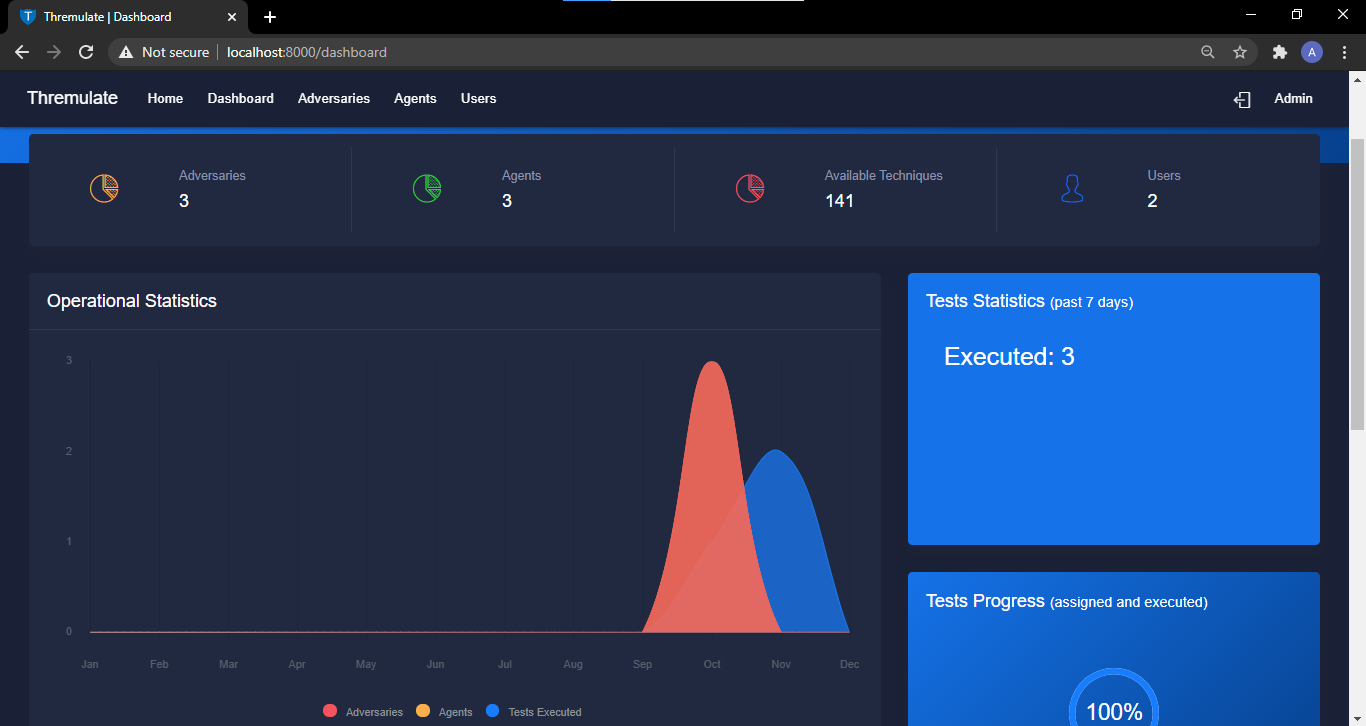 Thremulate | Dashboard
Not secure localhost:8000/dashboard A
Thremulate Home Dashboard Adversaries Agents Users Admin
Adversaries Agents Available Techniques Users
3 3 141 2
Operational Statistics
3
2
1
0
Jan Feb Mar Apr May Jun Jul Aug Sep Oct Nov Dec
Adversaries Agents Thests Executed
Tests Statistics (past 7 days)
Executed: 3
Tests Progress (assigned and executed)
100%